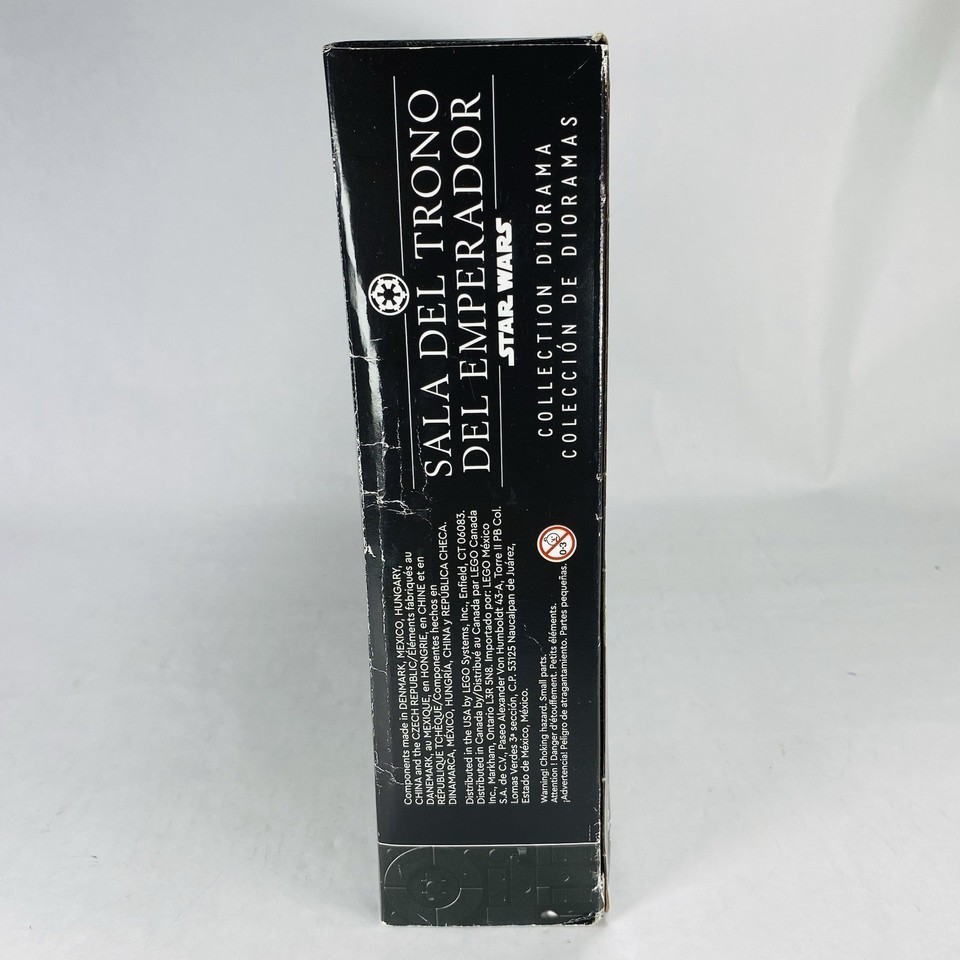 SALA DEL TRONO
DEL EMPERADOR
STAR WARS
COLLECTION DIORAMA
COLECCIÓN DE DIORAMAS
Components made in DENMARK, MEXICO, HUNGARY,
CHINA and the CZECH REPUBLIC/Éléments fabriqués au
DANEMARK, au MEXIQUE, en HONGRIE, en CHINE et en
RÉPUBLIQUE TCHÈQUE/Componentes hechos en
DINAMARCA, MÉXICO, HUNGRÍA, CHINA y REPÚBLICA CHECA.
Distributed in the USA by LEGO Systems, Inc., Enfield, CT 06083.
Distributed in Canada by/Distribué au Canada par LEGO Canada
Inc., Markham, Ontario L3R 5N8. Importado por: LEGO México
S.A. de C.V., Paseo Alexander Von Humboldt 43-A, Torre II PB Col.
Lomas Verdes 3ª sección, C.P. 53125 Naucalpan de Juárez,
Estado de México, México.
Warning! Choking hazard. Small parts.
Attention ! Danger d'étouffement. Petits éléments.
¡Advertencia! Peligro de atragantamiento. Partes pequeñas.
0-3